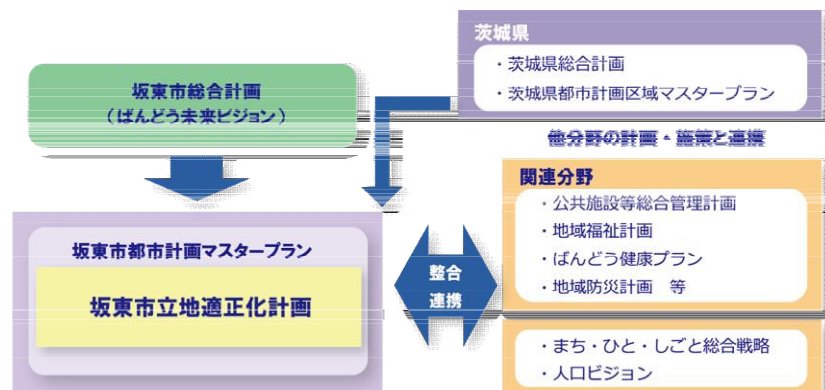 茨城県
・茨城県総合計画
・茨城県都市計画区域マスタープラン
坂東市総合計画
（ばんどう未来ビジョン）
他分野の計画・施策と連携
関連分野
・公共施設等総合管理計画
・地域福祉計画
・ばんどう健康プラン
・地域防災計画　等
坂東市都市計画マスタープラン
坂東市立地適正化計画
整合
連携
・まち・ひと・しごと総合戦略
・人口ビジョン